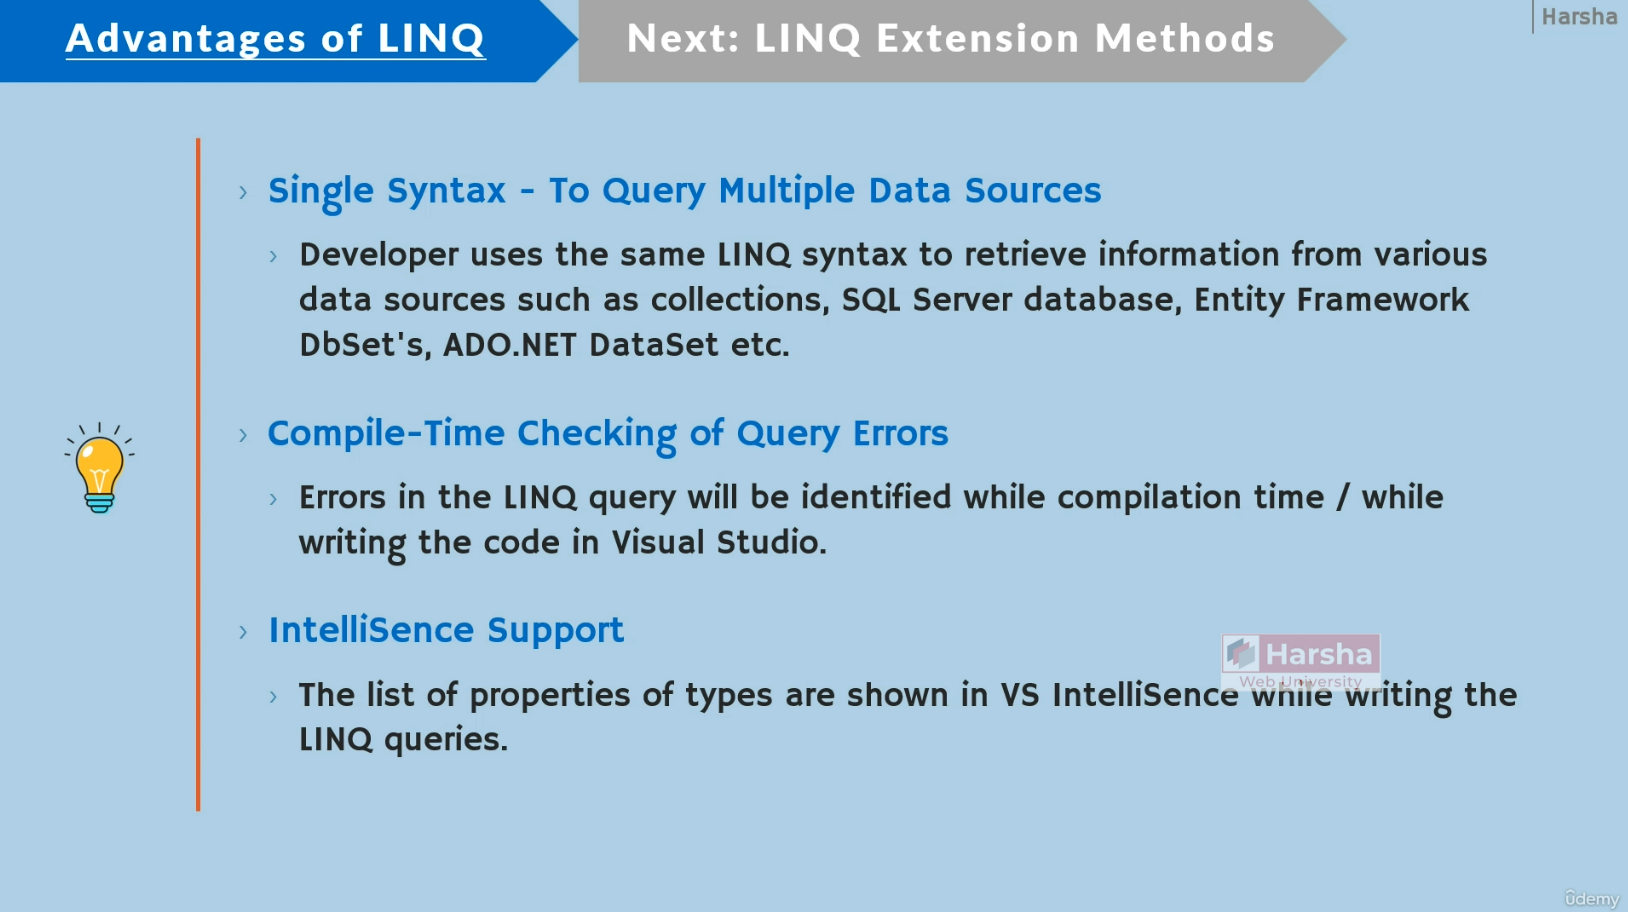 Advantages of LINQ
Next: LINQ Extension Methods
Harsha
Single Syntax - To Query Multiple Data Sources
Developer uses the same LINQ syntax to retrieve information from various
data sources such as collections, SQL Server database, Entity Framework
DbSet's, ADO.NET DataSet etc.
Compile-Time Checking of Query Errors
Errors in the LINQ query will be identified while compilation time / while
writing the code in Visual Studio.
IntelliSence Support
Harsha
Web University
The list of properties of types are shown in VS IntelliSence while writing the
LINQ queries.
ûdemy